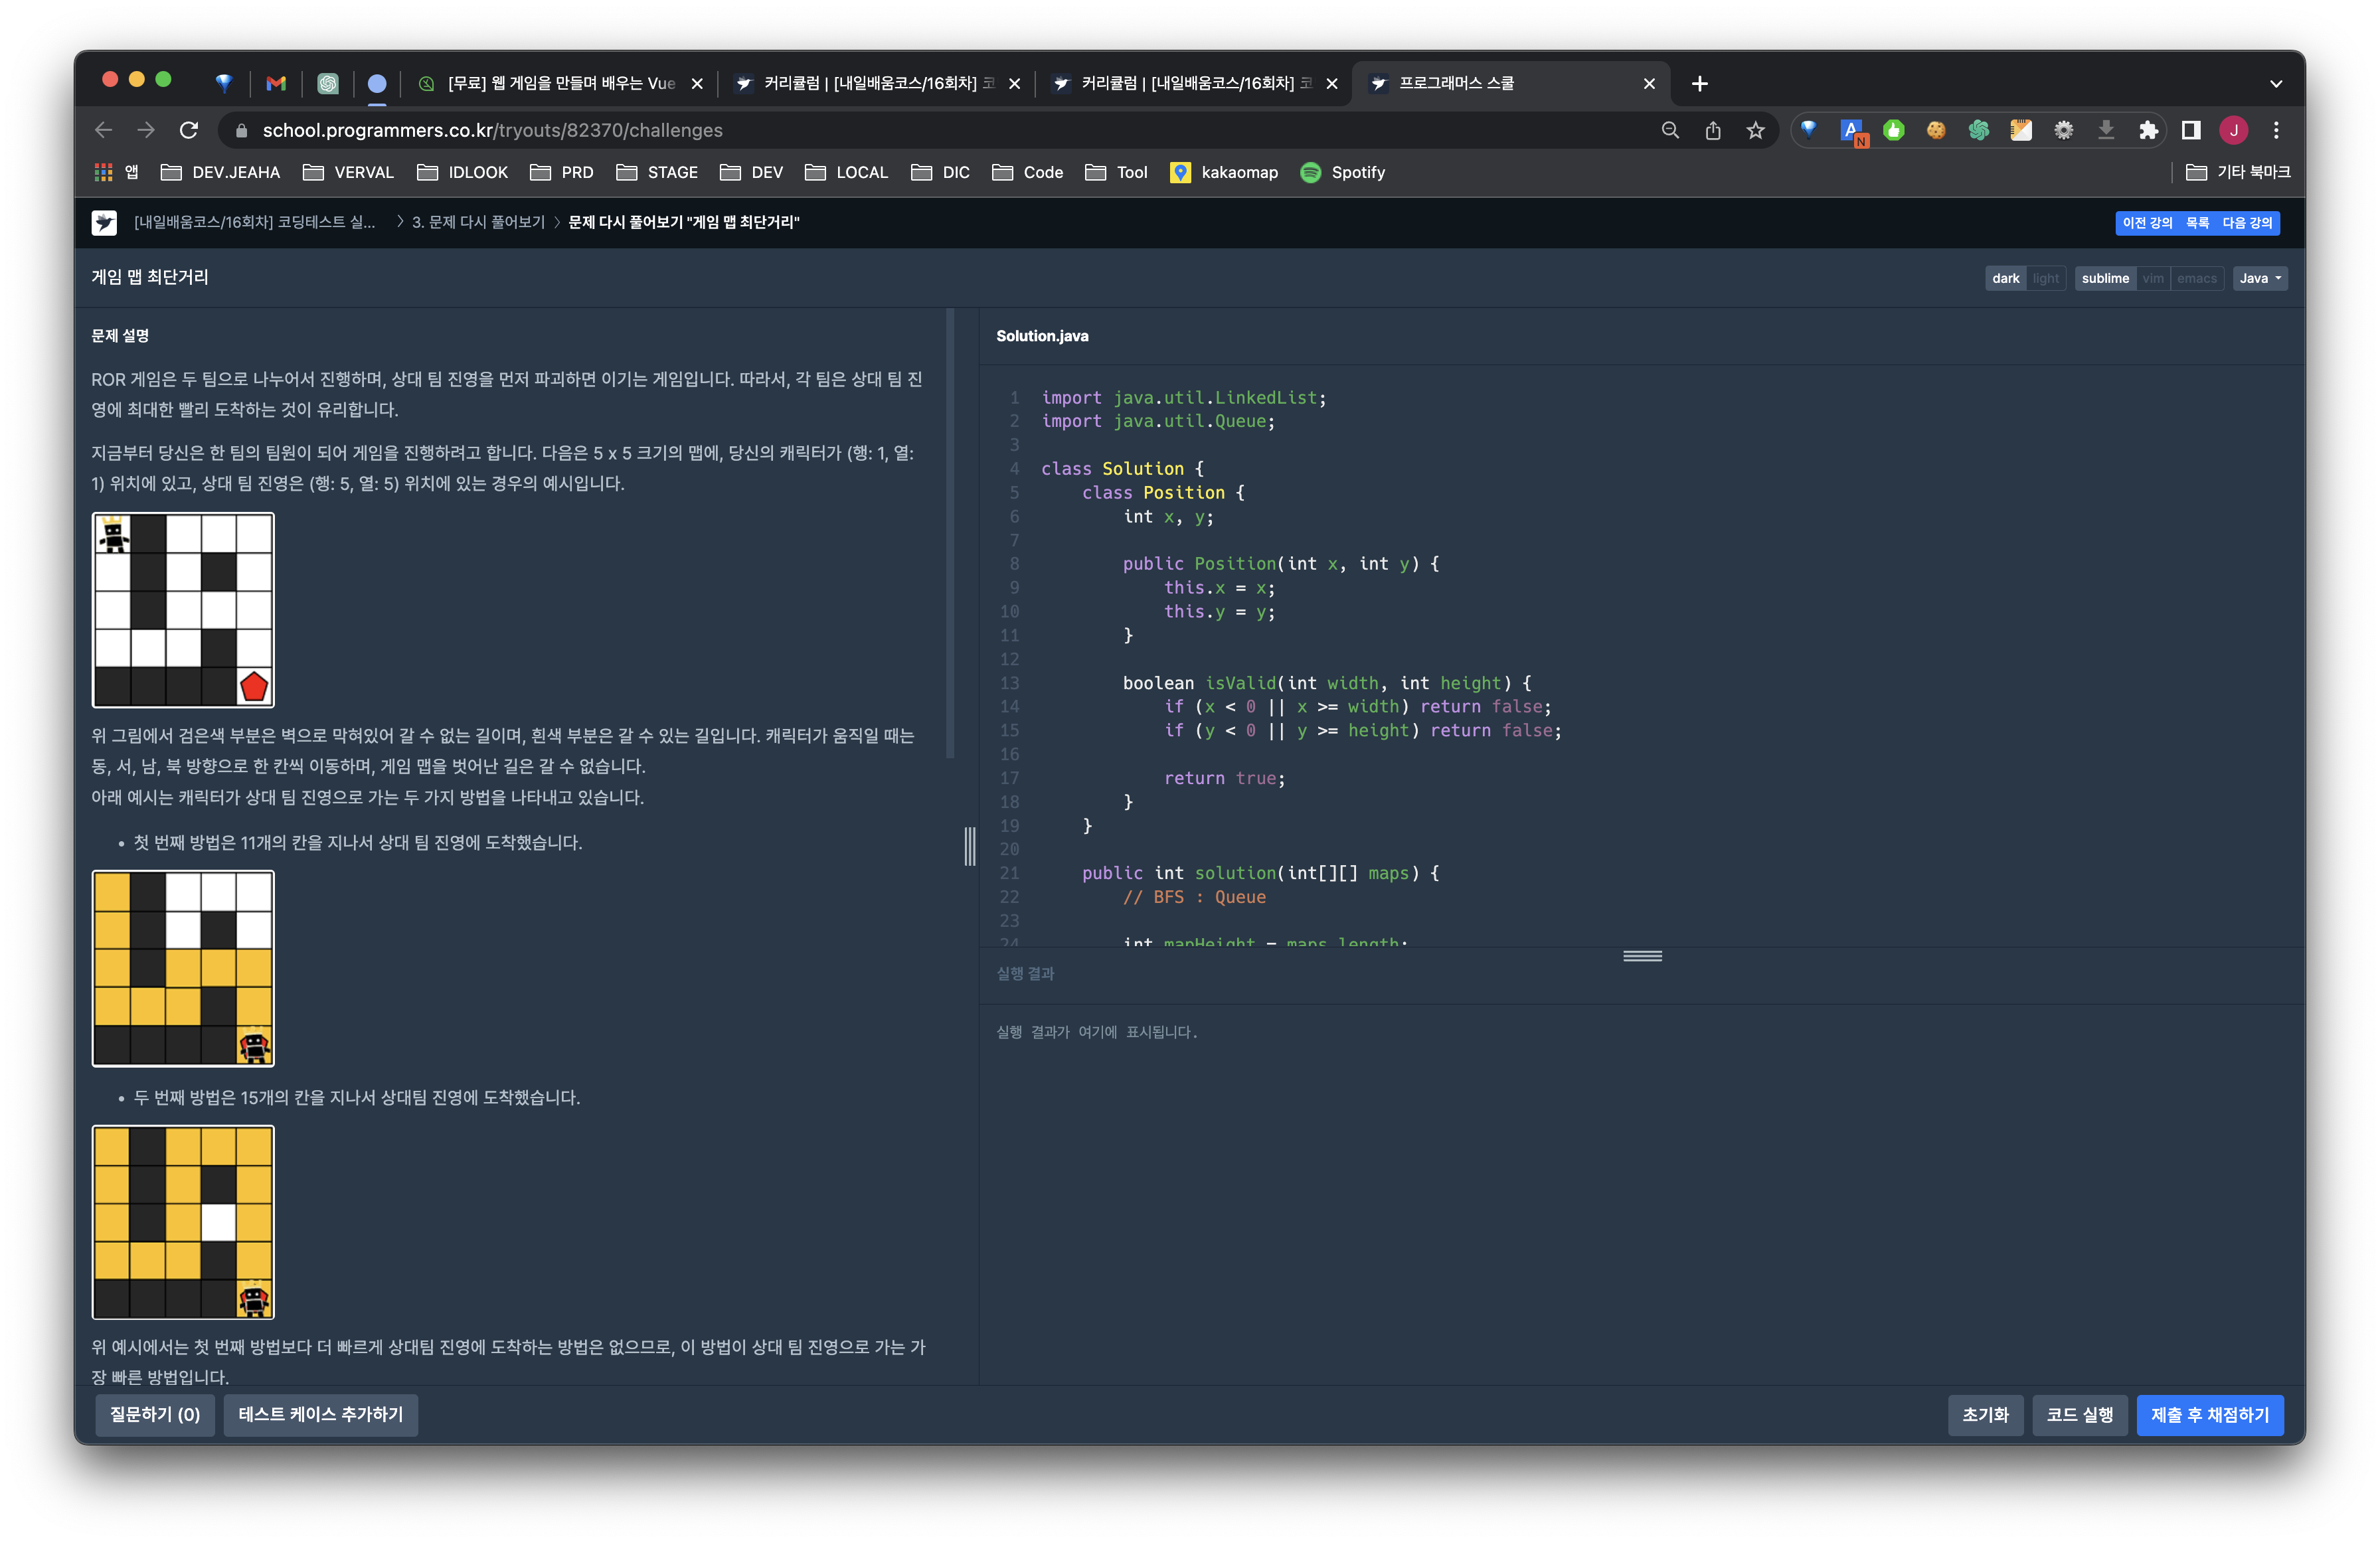 [무료] 웹 게임을 만들며 배우는 Vue
커리큘럼 | [내일배움코스/16회차] 코
커리큘럼 | [내일배움코스/16회차] 코
프로그래머스 스쿨
school.programmers.co.kr/tryouts/82370/challenges
A
N
J
앱
DEV.JEAHA
VERVAL
IDLOOK
PRD
STAGE
DEV
LOCAL
DIC
Code
Tool
kakaomap
Spotify
기타 북마크
[내일배움코스/16회차] 코딩테스트 실... > 3. 문제 다시 풀어보기 > 문제 다시 풀어보기 "게임 맵 최단거리"
이전 강의 목록 다음 강의
게임 맵 최단거리
dark light sublime vim emacs Java
문제 설명
ROR 게임은 두 팀으로 나누어서 진행하며, 상대 팀 진영을 먼저 파괴하면 이기는 게임입니다. 따라서, 각 팀은 상대 팀 진
영에 최대한 빨리 도착하는 것이 유리합니다.
지금부터 당신은 한 팀의 팀원이 되어 게임을 진행하려고 합니다. 다음은 5 x 5 크기의 맵에, 당신의 캐릭터가 (행: 1, 열:
1) 위치에 있고, 상대 팀 진영은 (행: 5, 열: 5) 위치에 있는 경우의 예시입니다.
위 그림에서 검은색 부분은 벽으로 막혀있어 갈 수 없는 길이며, 흰색 부분은 갈 수 있는 길입니다. 캐릭터가 움직일 때는
동, 서, 남, 북 방향으로 한 칸씩 이동하며, 게임 맵을 벗어난 길은 갈 수 없습니다.
아래 예시는 캐릭터가 상대 팀 진영으로 가는 두 가지 방법을 나타내고 있습니다.
• 첫 번째 방법은 11개의 칸을 지나서 상대 팀 진영에 도착했습니다.
• 두 번째 방법은 15개의 칸을 지나서 상대팀 진영에 도착했습니다.
위 예시에서는 첫 번째 방법보다 더 빠르게 상대팀 진영에 도착하는 방법은 없으므로, 이 방법이 상대 팀 진영으로 가는 가
장 빠른 방법입니다.
Solution.java
1 import java.util.LinkedList;
2 import java.util.Queue;
3
4 class Solution {
5 class Position {
6 int x, y;
7
8 public Position(int x, int y) {
9 this.x = x;
10 this.y = y;
11 }
12
13 boolean isValid(int width, int height) {
14 if (x < 0 || x >= width) return false;
15 if (y < 0 || y >= height) return false;
16
17 return true;
18 }
19 }
20
21 public int solution(int[][] maps) {
22 // BFS : Queue
23
24 int mapHeight = maps.length;
실행 결과
실행 결과가 여기에 표시됩니다.
질문하기 (0)
테스트 케이스 추가하기
초기화
코드 실행
제출 후 채점하기